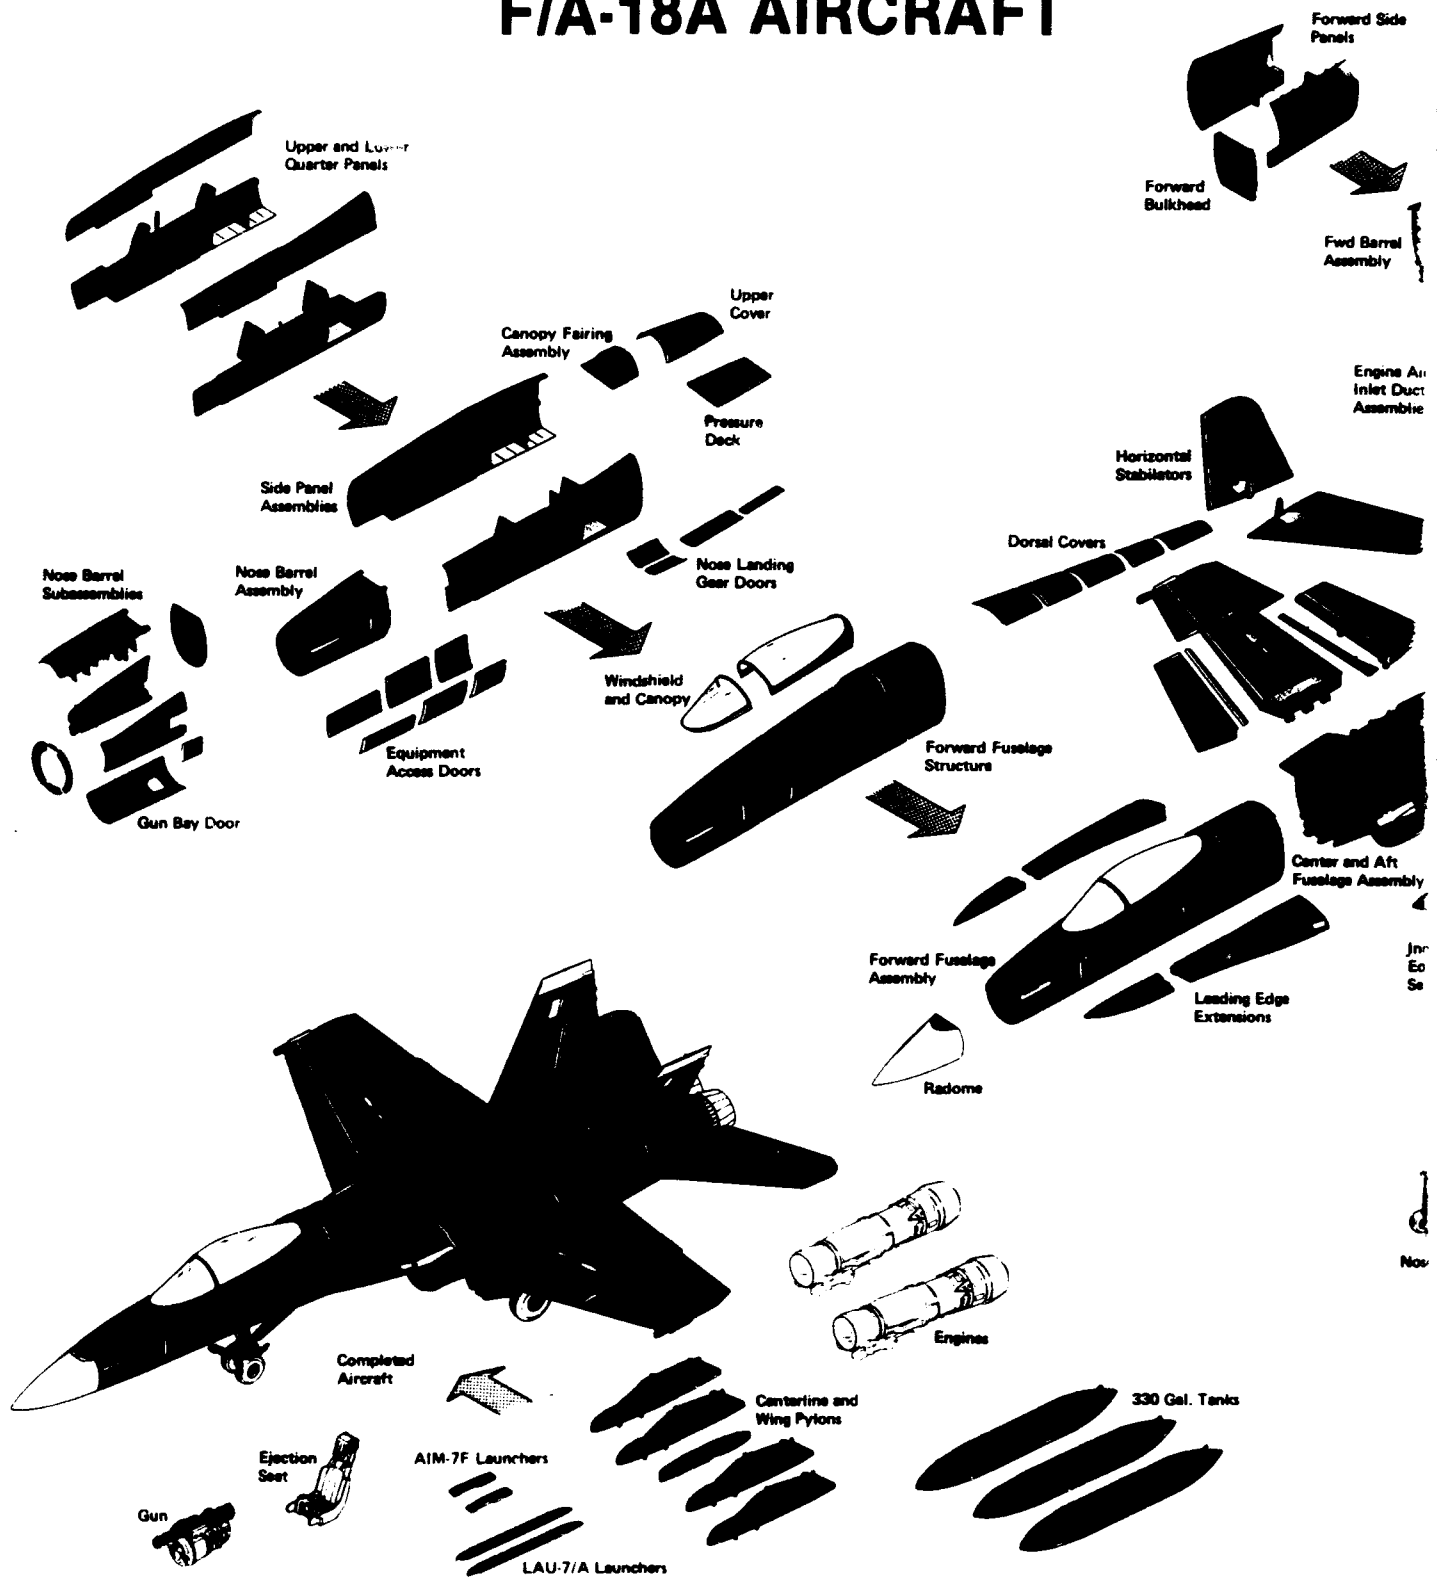 F/A-18A AIRCRAFT
Forward Side
Panels
Upper and Lower
Quarter Panels
Forward
Bulkhead
Fwd Barrel
Assembly
Upper
Cover
Canopy Fairing
Assembly
Engine
Inlet Duct
Pressure
Deck
Horizontal
Stabilators
Side Panel
Assemblies
Dorsal Covers
Nose Landing
Gear Doors
Nose Barrel
Subassemblies
Nose Barrel
Assembly
Windshield
and Canopy
Forward Fuselage
Structure
Equipment
Access Doors
Gun Bay Door
Center and Aft
Fuselage Assembly
Forward Fuselage
Assembly
Leading Edge
Extensions
Radome
Engines
Completed
Aircraft
Centerline and
Wing Pylons
330 Gal. Tanks
Ejection
Seat
AIM-7F Launchers
Gun
LAU-7/A Launchers